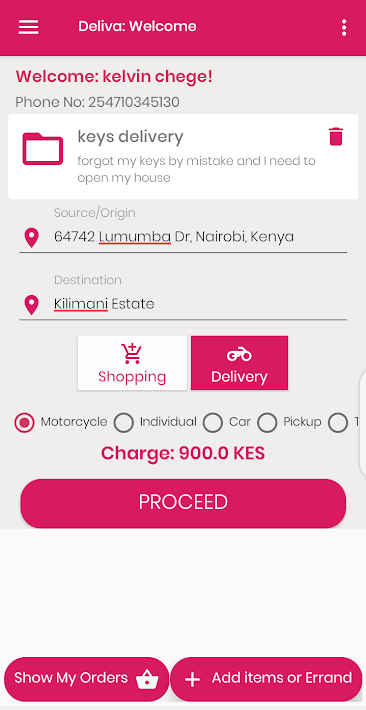 Deliva: Welcome
Welcome: kelvin chege!
Phone No: 254710345130
keys delivery
forgot my keys by mistake and I need to
open my house
Source/Origin
64742 Lumumba Dr, Nairobi, Kenya
Destination
Kilimani Estate
Shopping
Delivery
Motorcycle Individual Car Pickup
Charge: 900.0 KES
PROCEED
Show My Orders
Add items or Errand